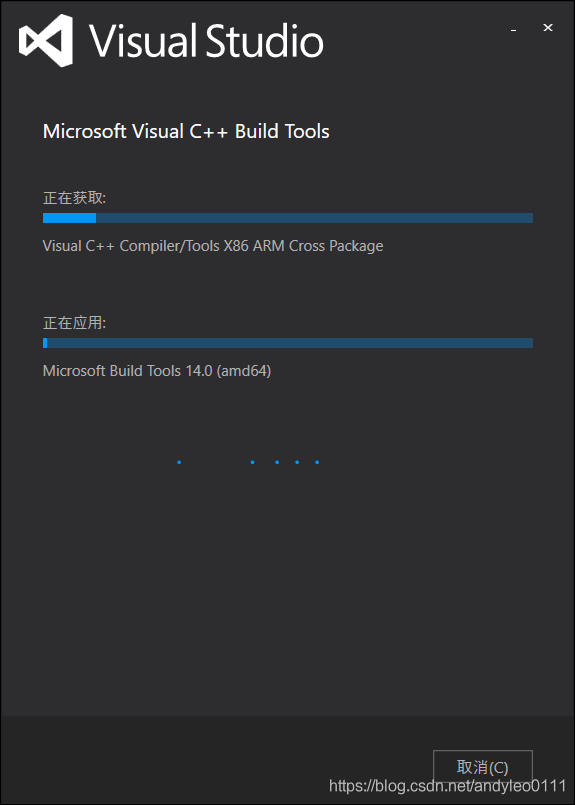 Visual Studio
Microsoft Visual C++ Build Tools
正在获取:
Visual C++ Compiler/Tools X86 ARM Cross Package
正在应用:
Microsoft Build Tools 14.0 (amd64)
取消(C)
https://blog.csdn.net/andyleo0111